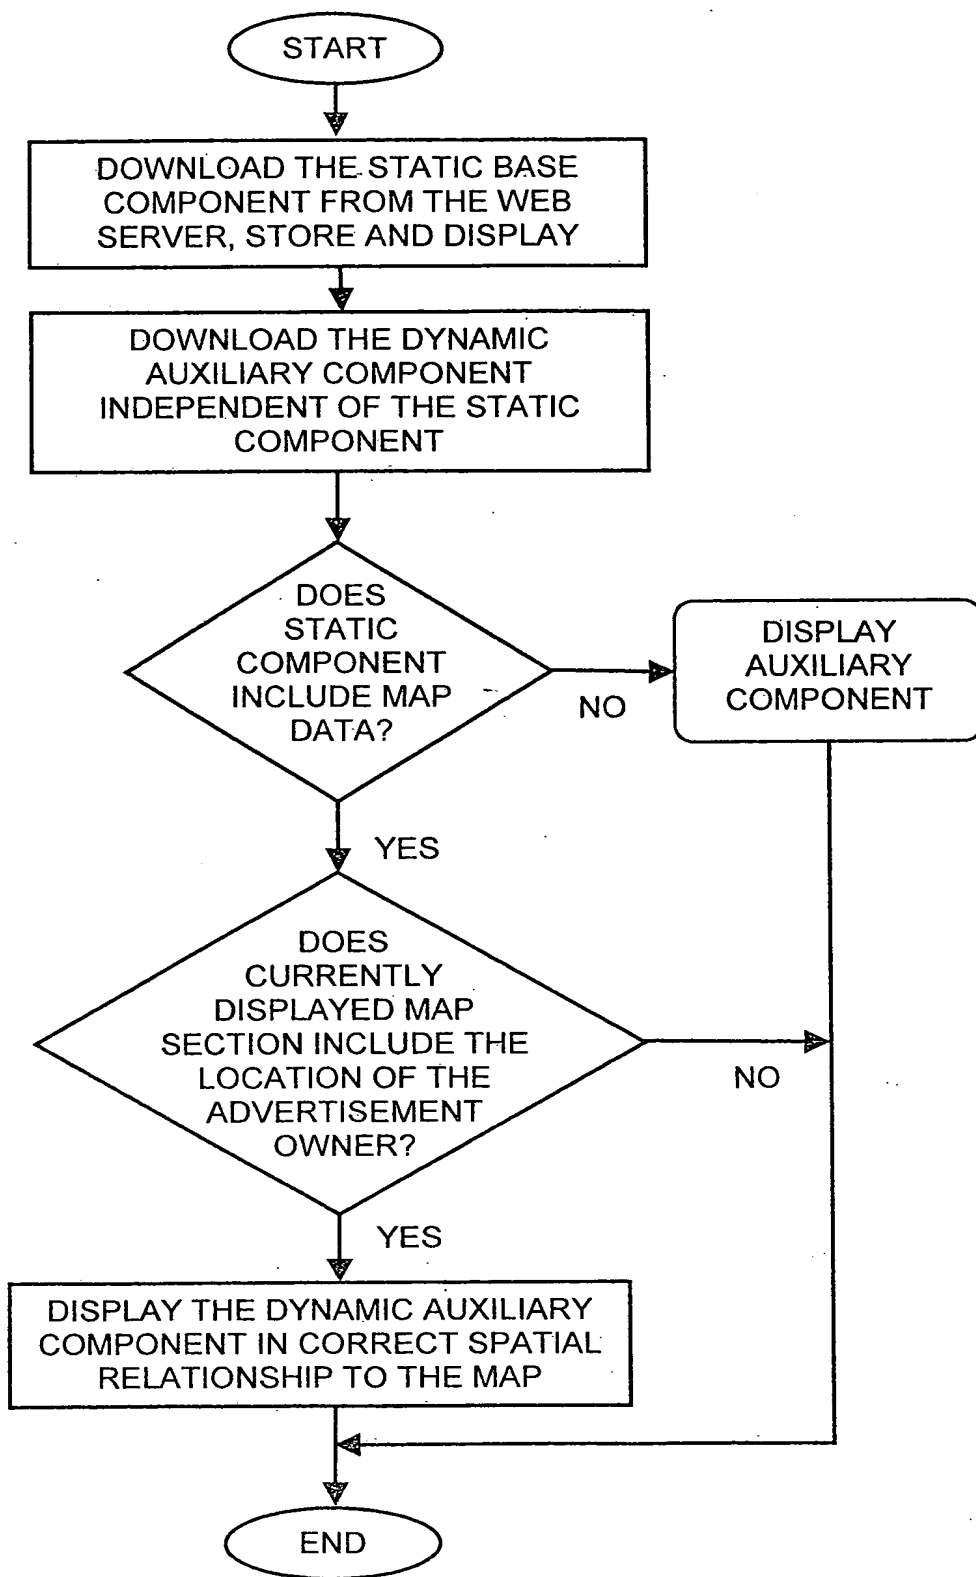 START
DOWNLOAD THE STATIC BASE
COMPONENT FROM THE WEB
SERVER, STORE AND DISPLAY
DOWNLOAD THE DYNAMIC
AUXILIARY COMPONENT
INDEPENDENT OF THE STATIC
COMPONENT
DOES
STATIC
COMPONENT
INCLUDE MAP
DATA?
NO
DISPLAY
AUXILIARY
COMPONENT
YES
DOES
CURRENTLY
DISPLAYED MAP
SECTION INCLUDE THE
LOCATION OF THE
ADVERTISEMENT
OWNER?
NO
YES
DISPLAY THE DYNAMIC AUXILIARY
COMPONENT IN CORRECT SPATIAL
RELATIONSHIP TO THE MAP
END